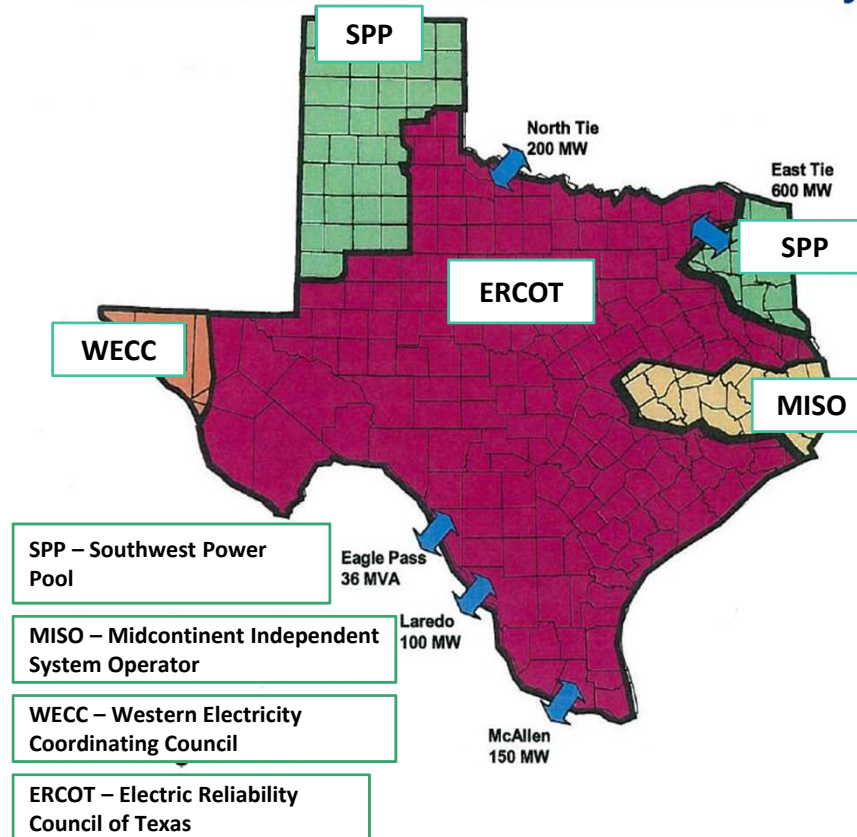 SPP
North Tie
200 MW
East Tie
600 MW
SPP
ERCOT
WECC
MISO
SPP – Southwest Power
Pool
Eagle Pass
36 MVA
MISO – Midcontinent Independent
System Operator
Laredo
100 MW
WECC – Western Electricity
Coordinating Council
McAllen
150 MW
ERCOT – Electric Reliability
Council of Texas